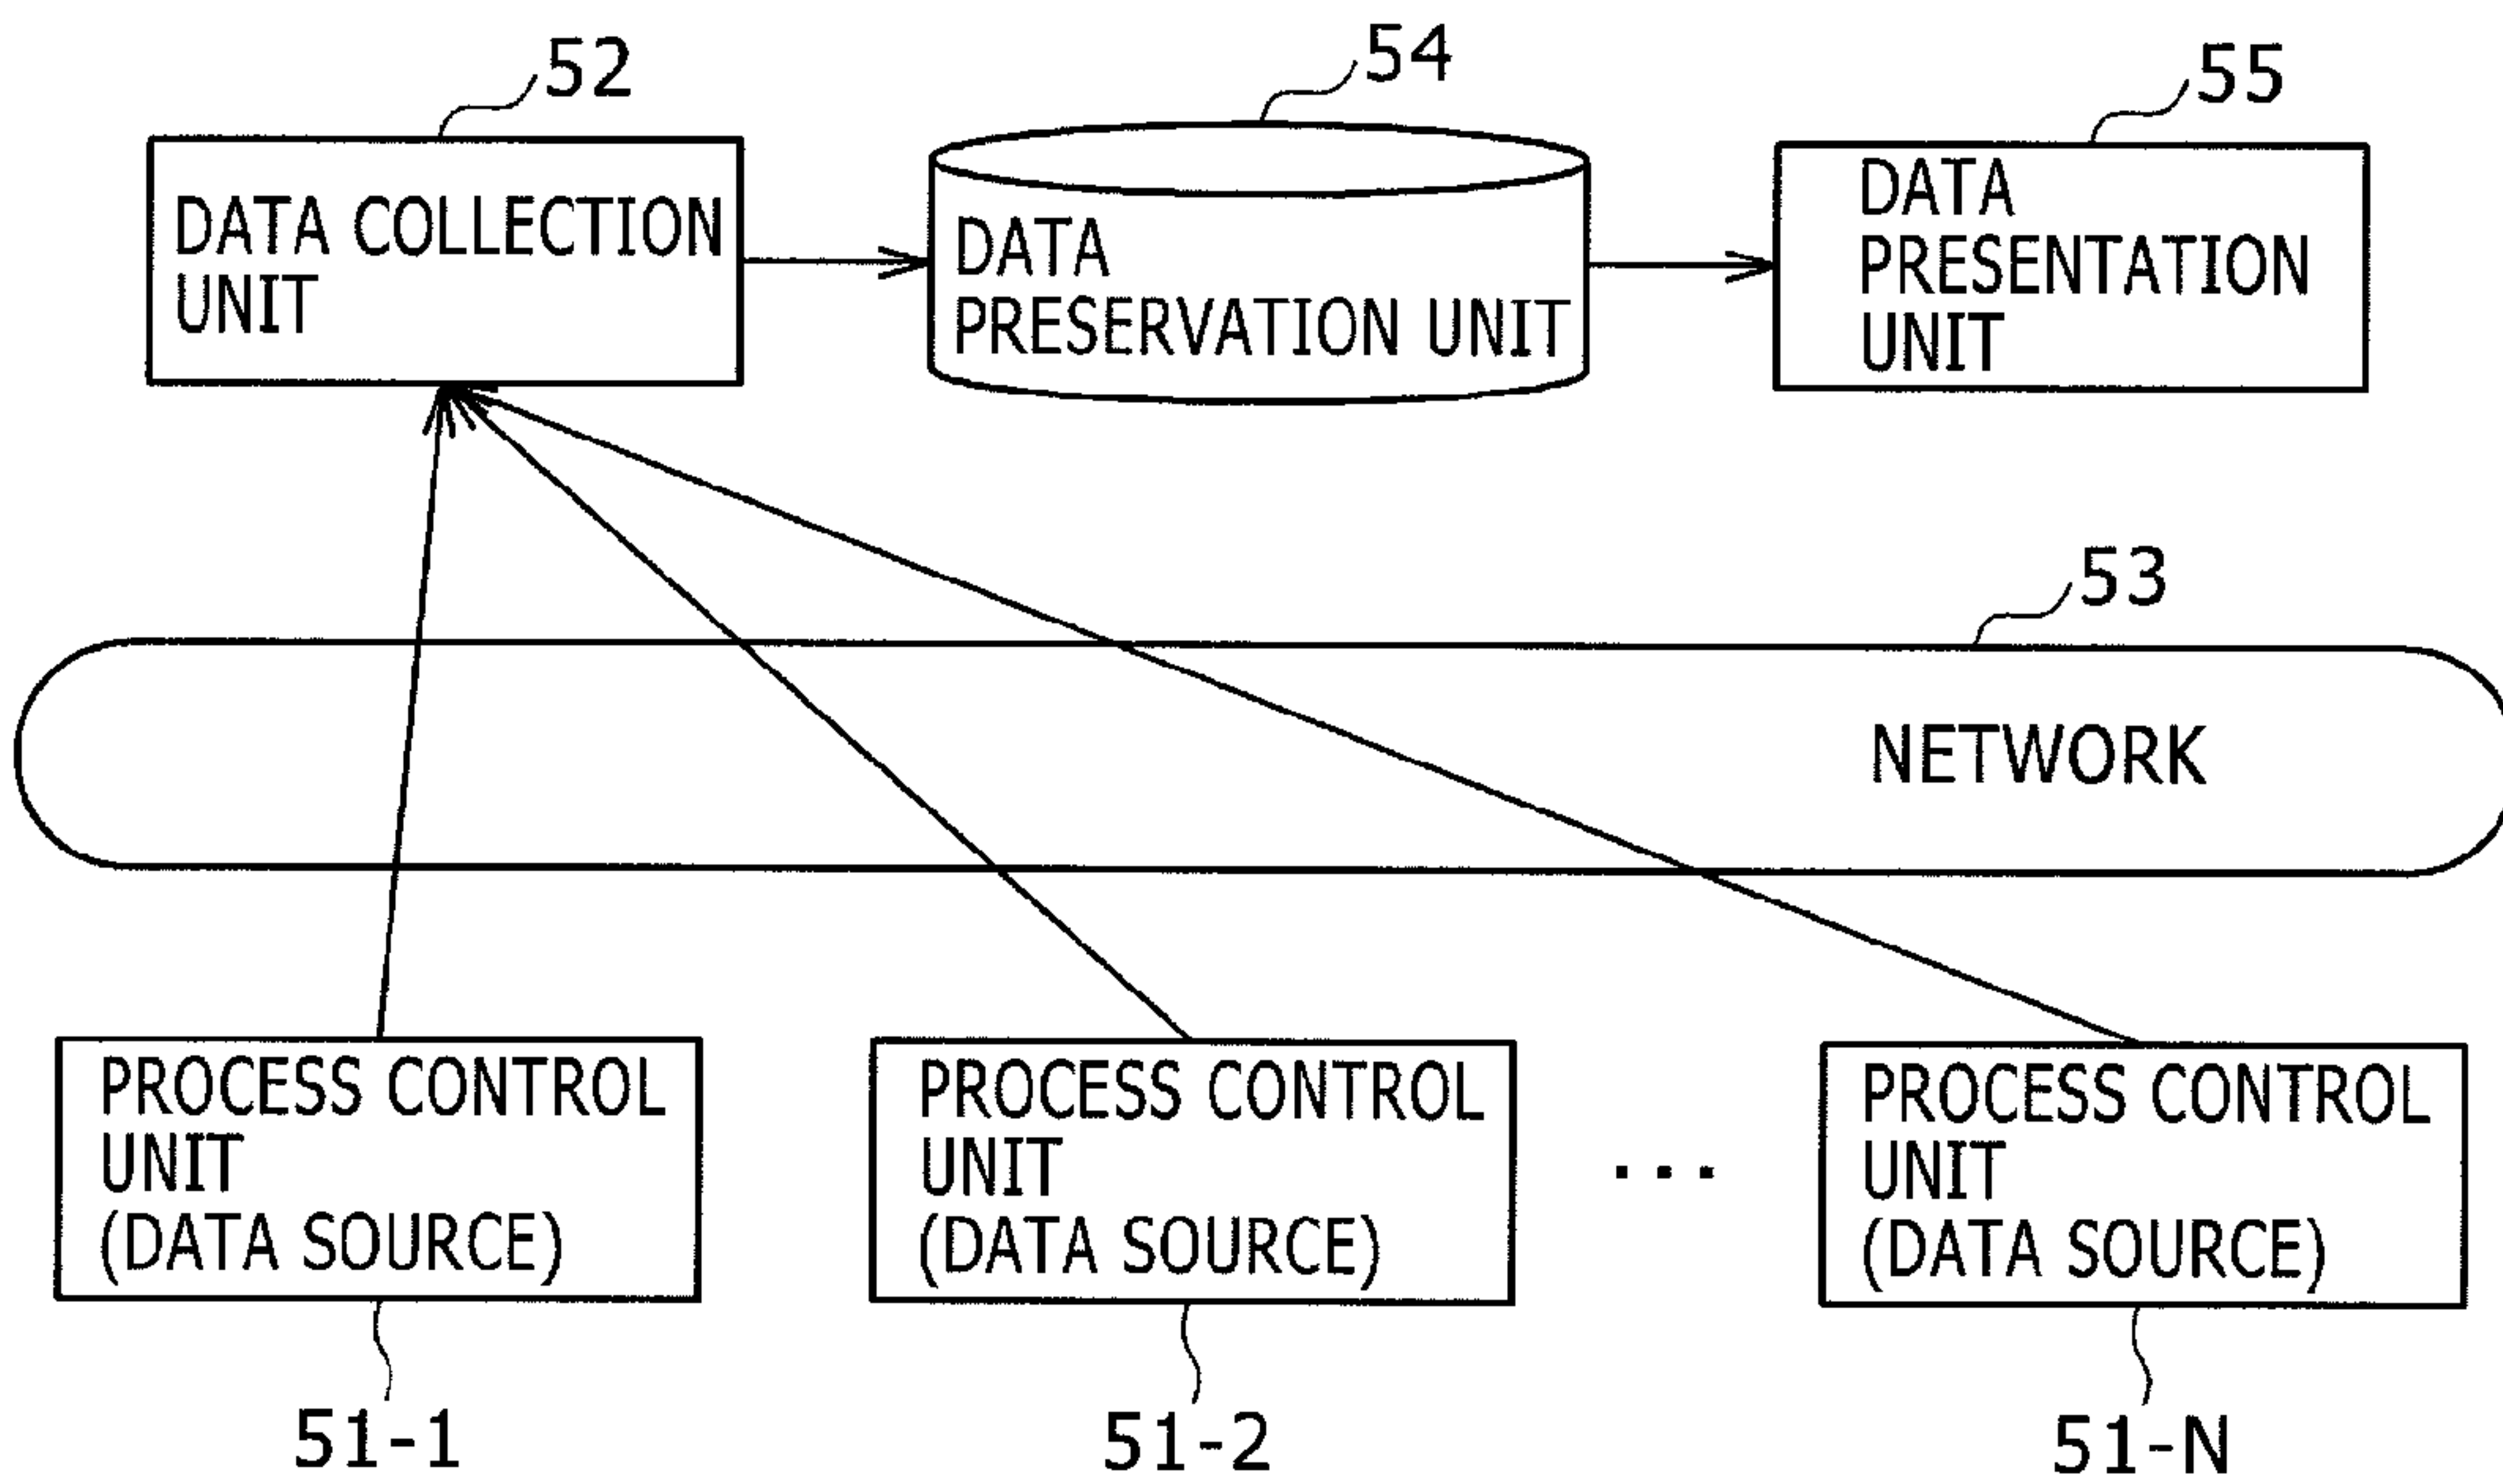 52
54
55
DATA COLLECTION
UNIT
DATA
PRESERVATION UNIT
DATA
PRESENTATION
UNIT
53
NETWORK
PROCESS CONTROL
UNIT
(DATA SOURCE)
PROCESS CONTROL
UNIT
(DATA SOURCE)
...
PROCESS CONTROL
UNIT
(DATA SOURCE)
51-1
51-2
51-N